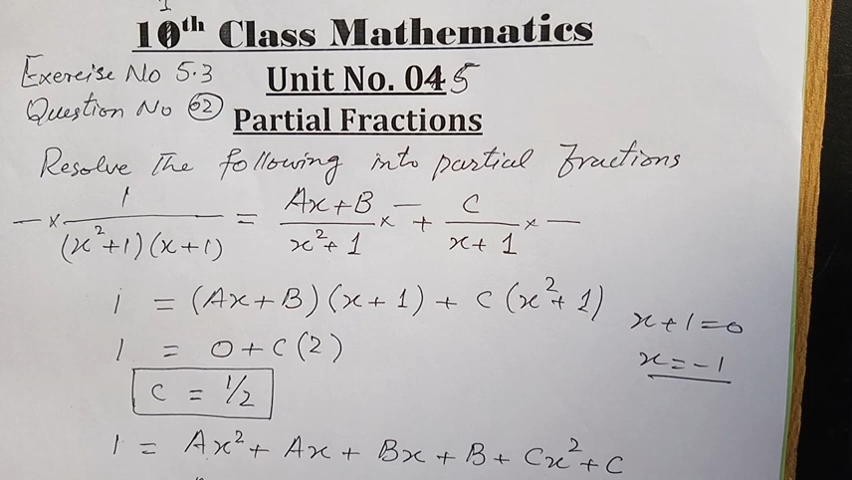 10th Class Mathematics
Exercise No 5.3
Unit No. 04 5
Question No 02
Partial Fractions
Resolve The following into partial fractions
— × 1/(x²+1)(x+1) = Ax+B/x²+1 × — + C/x+1 × —
1 = (Ax+B)(x+1) + C(x²+1)
x+1=0
1 = 0+C(2)
x=-1
C = 1/2
1 = Ax²+Ax+Bx+B+Cx²+C